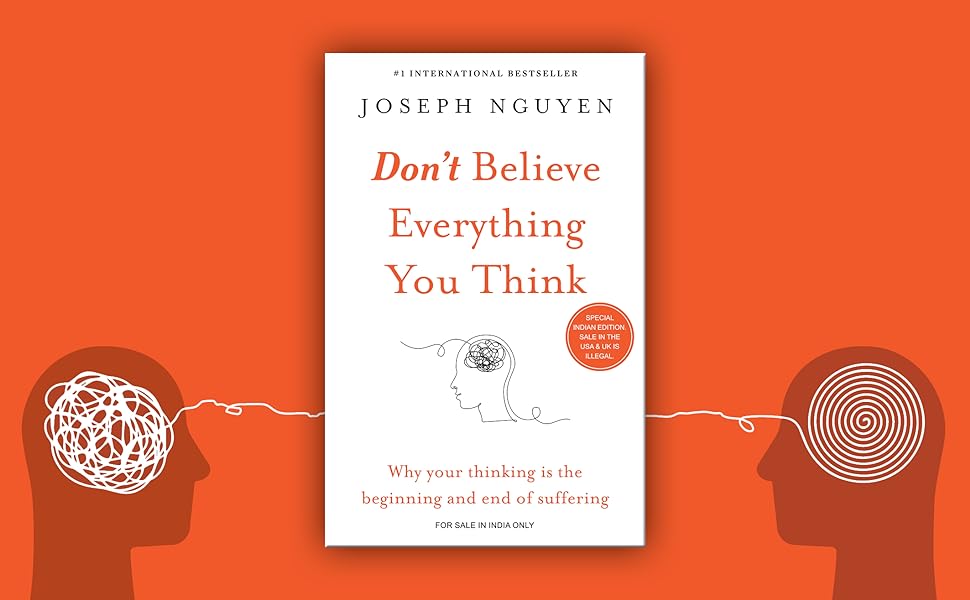 #1 INTERNATIONAL BESTSELLER
JOSEPH NGUYEN
Don't Believe
Everything
You Think
SPECIAL
INDIAN EDITION.
SALE IN THE
USA & UK IS
ILLEGAL.
Why your thinking is the
beginning and end of suffering
FOR SALE IN INDIA ONLY